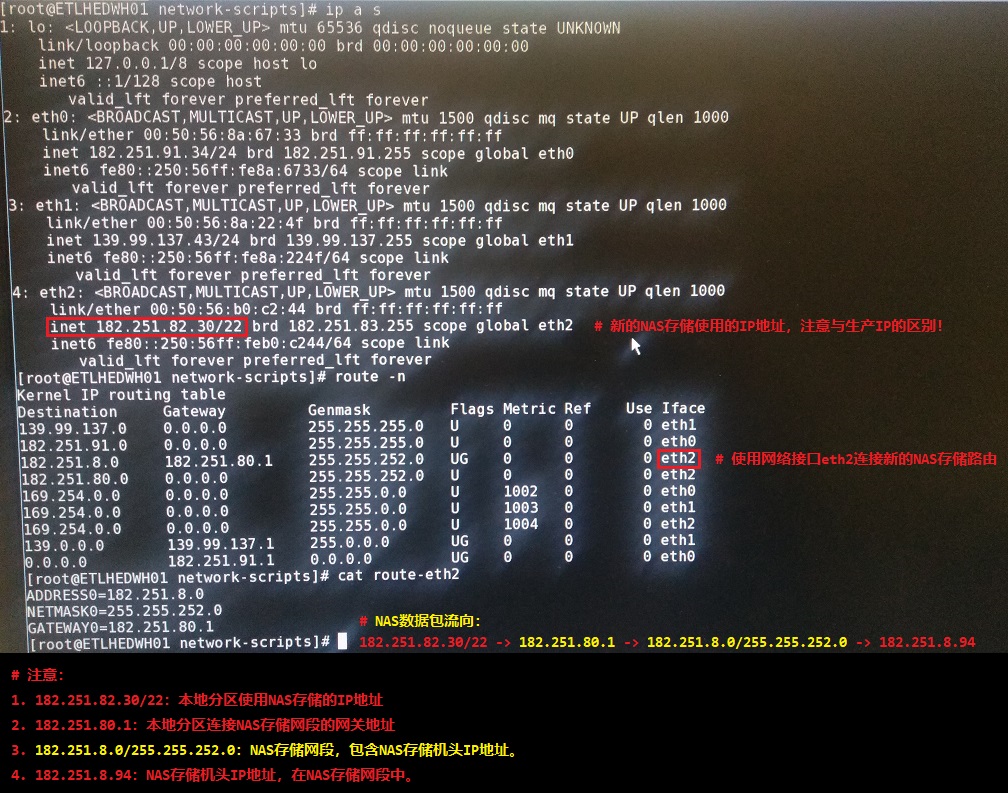 [root@ETLHEDWH01 network-scripts]# ip a s
1: lo: <LOOPBACK,UP,LOWER_UP> mtu 65536 qdisc noqueue state UNKNOWN
link/loopback 00:00:00:00:00:00 brd 00:00:00:00:00:00
inet 127.0.0.1/8 scope host lo
inet6 ::1/128 scope host
valid_lft forever preferred_lft forever
2: eth0: <BROADCAST,MULTICAST,UP,LOWER_UP> mtu 1500 qdisc mq state UP qlen 1000
link/ether 00:50:56:8a:67:33 brd ff:ff:ff:ff:ff:ff
inet 182.251.91.34/24 brd 182.251.91.255 scope global eth0
inet6 fe80::250:56ff:fe8a:6733/64 scope link
valid_lft forever preferred_lft forever
3: eth1: <BROADCAST,MULTICAST,UP,LOWER_UP> mtu 1500 qdisc mq state UP qlen 1000
link/ether 00:50:56:8a:22:4f brd ff:ff:ff:ff:ff:ff
inet 139.99.137.43/24 brd 139.99.137.255 scope global eth1
inet6 fe80::250:56ff:fe8a:224f/64 scope link
valid_lft forever preferred_lft forever
4: eth2: <BROADCAST,MULTICAST,UP,LOWER_UP> mtu 1500 qdisc mq state UP qlen 1000
link/ether 00:50:56:b0:c2:44 brd ff:ff:ff:ff:ff:ff
inet 182.251.82.30/22 brd 182.251.83.255 scope global eth2 # 新的NAS存储使用的IP地址，注意与生产IP的区别！
inet6 fe80::250:56ff:feb0:c244/64 scope link
valid_lft forever preferred_lft forever
[root@ETLHEDWH01 network-scripts]# route -n
Kernel IP routing table
Destination Gateway Genmask Flags Metric Ref Use Iface
139.99.137.0 0.0.0.0 255.255.255.0 U 0 0 0 eth1
182.251.91.0 0.0.0.0 255.255.255.0 U 0 0 0 eth0
182.251.8.0 182.251.80.1 255.255.252.0 UG 0 0 0 eth2 # 使用网络接口eth2连接新的NAS存储路由
182.251.80.0 0.0.0.0 255.255.252.0 U 0 0 0 eth2
169.254.0.0 0.0.0.0 255.255.0.0 U 1002 0 0 eth0
169.254.0.0 0.0.0.0 255.255.0.0 U 1003 0 0 eth1
169.254.0.0 0.0.0.0 255.255.0.0 U 1004 0 0 eth2
139.0.0.0 139.99.137.1 255.0.0.0 UG 0 0 0 eth1
0.0.0.0 182.251.91.1 0.0.0.0 UG 0 0 0 eth0
[root@ETLHEDWH01 network-scripts]# cat route-eth2
ADDRESS0=182.251.8.0
NETMASK0=255.255.252.0
GATEWAY0=182.251.80.1
# NAS数据包流向：
[root@ETLHEDWH01 network-scripts]# 182.251.82.30/22 -> 182.251.80.1 -> 182.251.8.0/255.255.252.0 -> 182.251.8.94
# 注意：
1. 182.251.82.30/22：本地分区使用NAS存储的IP地址
2. 182.251.80.1：本地分区连接NAS存储网段的网关地址
3. 182.251.8.0/255.255.252.0：NAS存储网段，包含NAS存储机头IP地址。
4. 182.251.8.94：NAS存储机头IP地址，在NAS存储网段中。